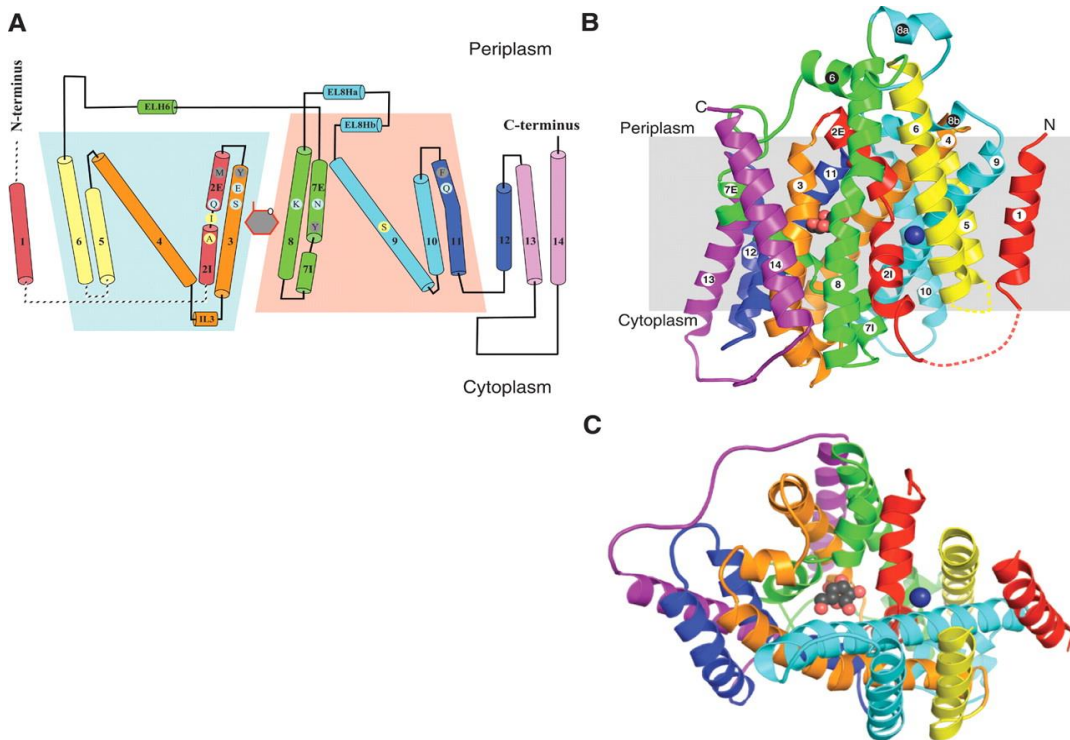 A
Periplasm
N-terminus
ELH6
EL8Ha
EL8Hb
C-terminus
1
6
5
4
M
2E
Q
I
A
2I
Y
E
S
3
IL3
K
8
7E
N
Y
7I
S
9
10
F
Q
11
12
13
14
Cytoplasm
B
8a
6
C
Periplasm
2E
6
8b
4
N
9
11
3
7E
1
5
12
14
13
2I
8
10
7I
Cytoplasm
C